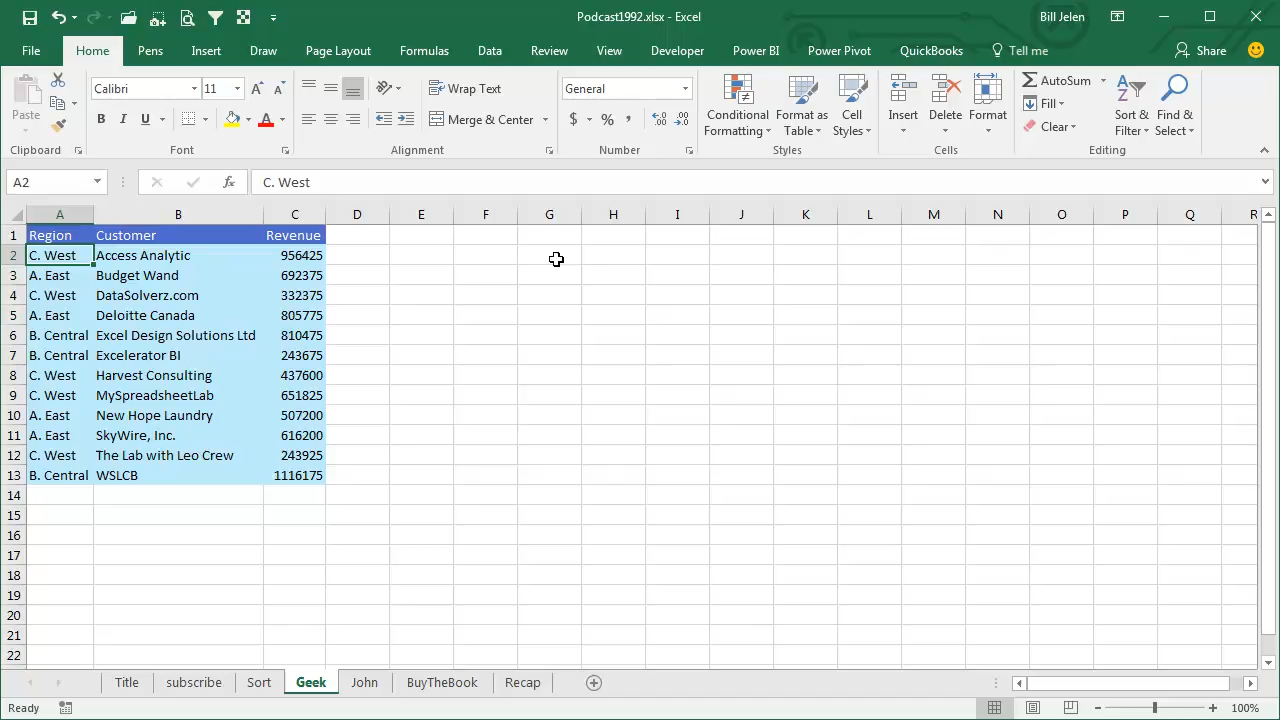 Podcast1992.xlsx - Excel
Bill Jelen
File Home Pens Insert Draw Page Layout Formulas Data Review View Developer Power BI Power Pivot QuickBooks Tell me Share
Paste
Clipboard
Calibri 11
B I U A
Font
Wrap Text
Merge & Center
Alignment
General
$ % ,
Number
Conditional Formatting
Format as Table
Cell Styles
Styles
Insert Delete Format
Cells
AutoSum
Fill
Clear
Sort & Filter
Find & Select
Editing
A2 fx C. West
A B C D E F G H I J K L M N O P Q R
1 Region Customer Revenue
2 C. West Access Analytic 956425
3 A. East Budget Wand 692375
4 C. West DataSolverz.com 332375
5 A. East Deloitte Canada 805775
6 B. Central Excel Design Solutions Ltd 810475
7 B. Central Excelerator BI 243675
8 C. West Harvest Consulting 437600
9 C. West MySpreadsheetLab 651825
10 A. East New Hope Laundry 507200
11 A. East SkyWire, Inc. 616200
12 C. West The Lab with Leo Crew 243925
13 B. Central WSLCB 1116175
14
15
16
17
18
19
20
21
22
Title subscribe Sort Geek John BuyTheBook Recap
Ready 100%